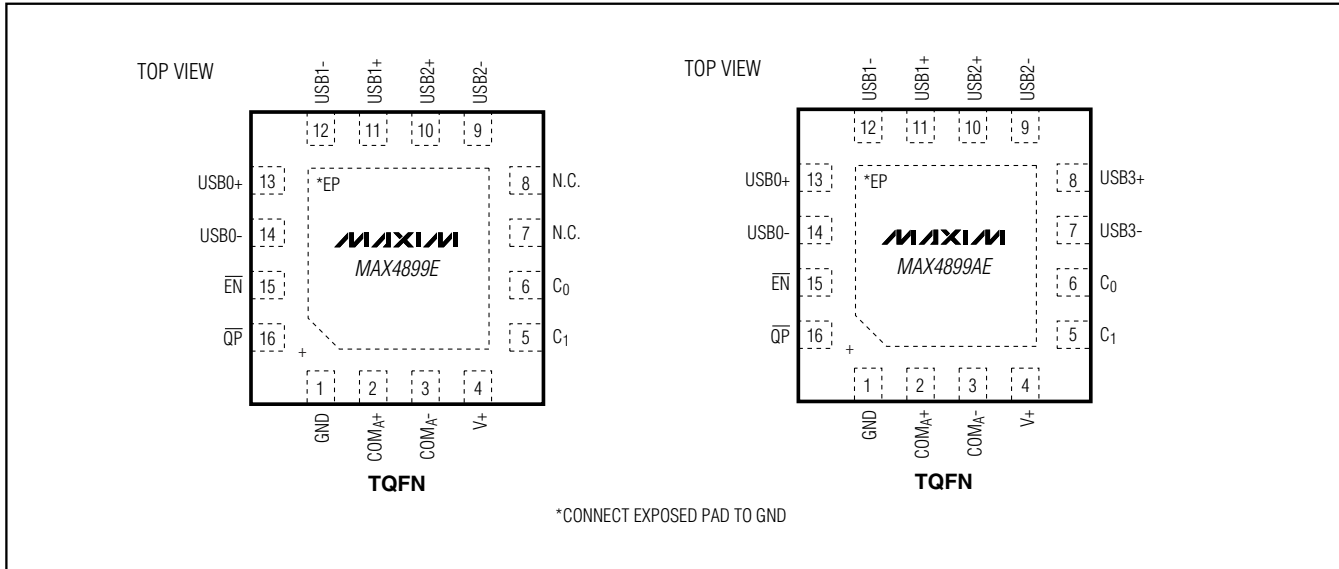 TOP VIEW
USB1-
USB1+
USB2+
USB2-
12
11
10
9
USB0+ 13
USB0- 14
EN 15
QP 16
*EP
MAXIM
MAX4899E
8 N.C.
7 N.C.
6 C0
5 C1
+
1
2
3
4
GND
COMA+
COMA-
V+
TQFN
TOP VIEW
USB1-
USB1+
USB2+
USB2-
12
11
10
9
USB0+ 13
USB0- 14
EN 15
QP 16
*EP
MAXIM
MAX4899AE
8 USB3+
7 USB3-
6 C0
5 C1
+
1
2
3
4
GND
COMA+
COMA-
V+
TQFN
*CONNECT EXPOSED PAD TO GND